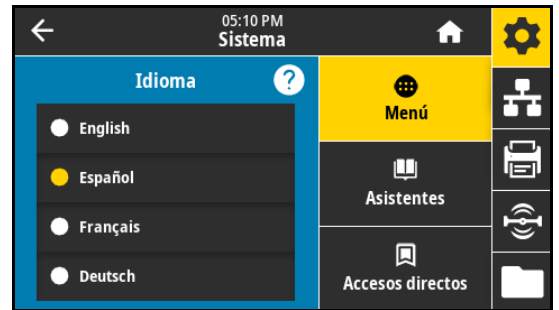 05:10 PM
Sistema
Idioma
?
English
Español
Français
Deutsch
Menú
Asistentes
Accesos directos